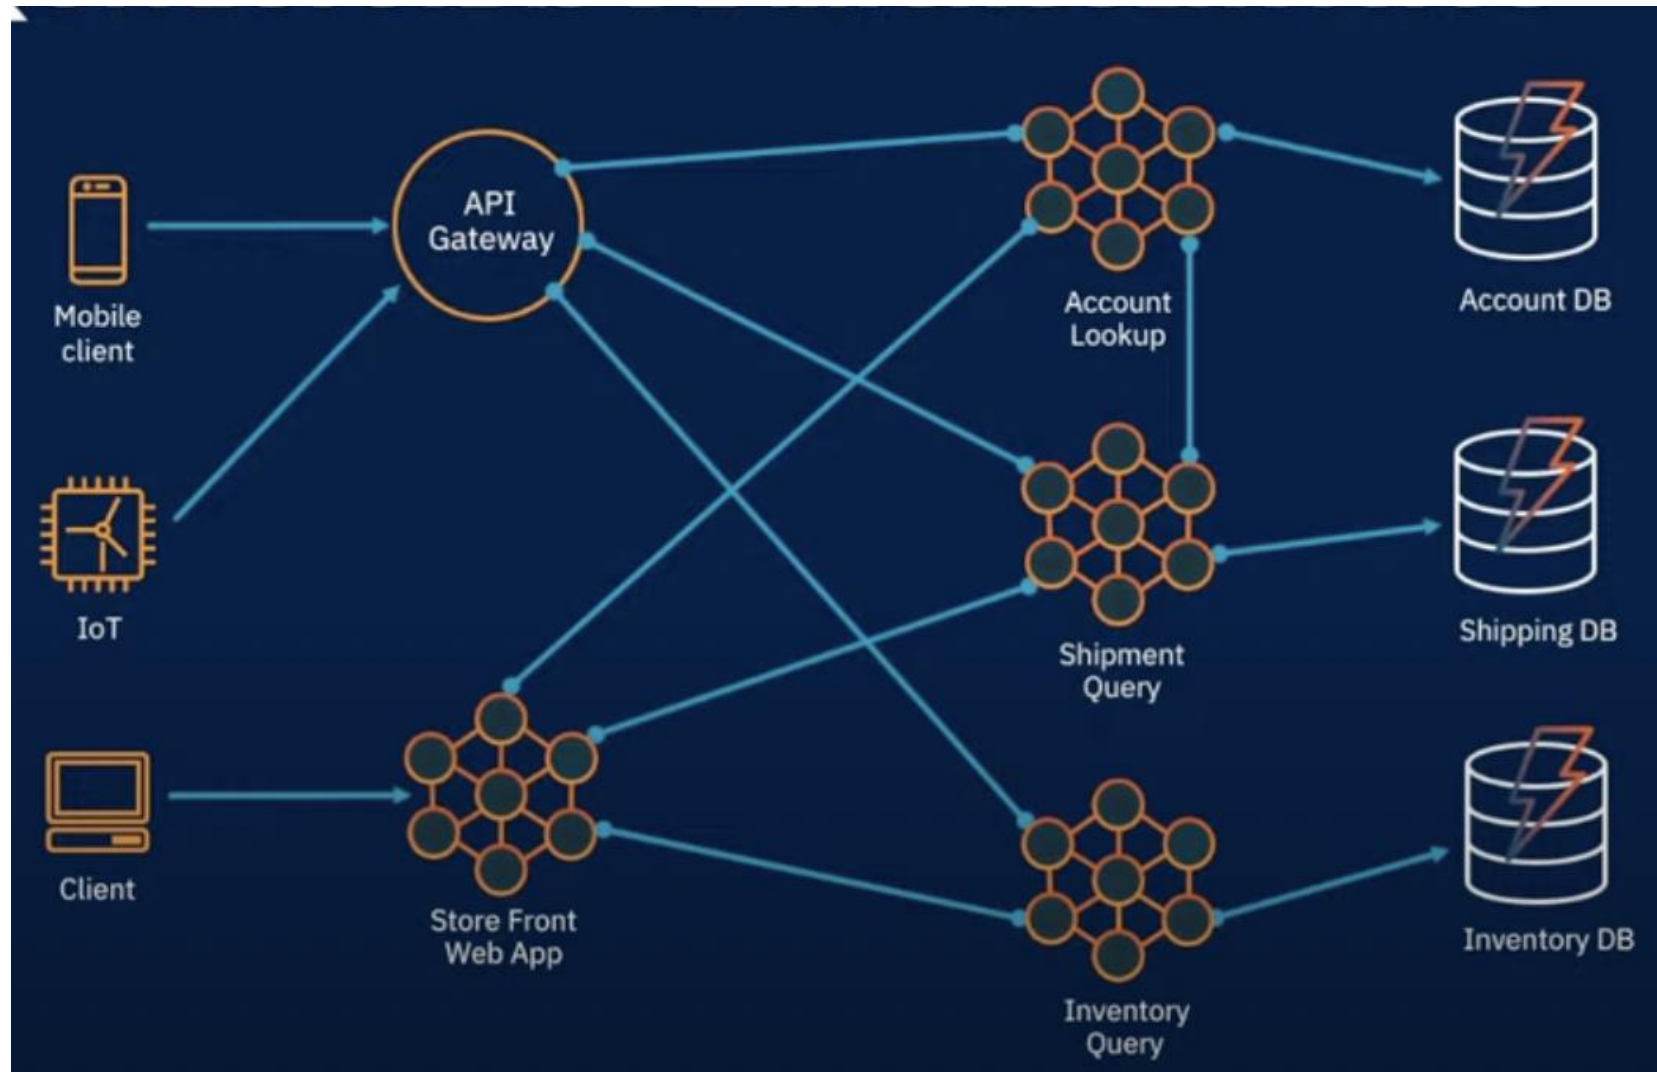 API
Gateway
Mobile
client
IoT
Client
Store Front
Web App
Account
Lookup
Shipment
Query
Inventory
Query
Account DB
Shipping DB
Inventory DB